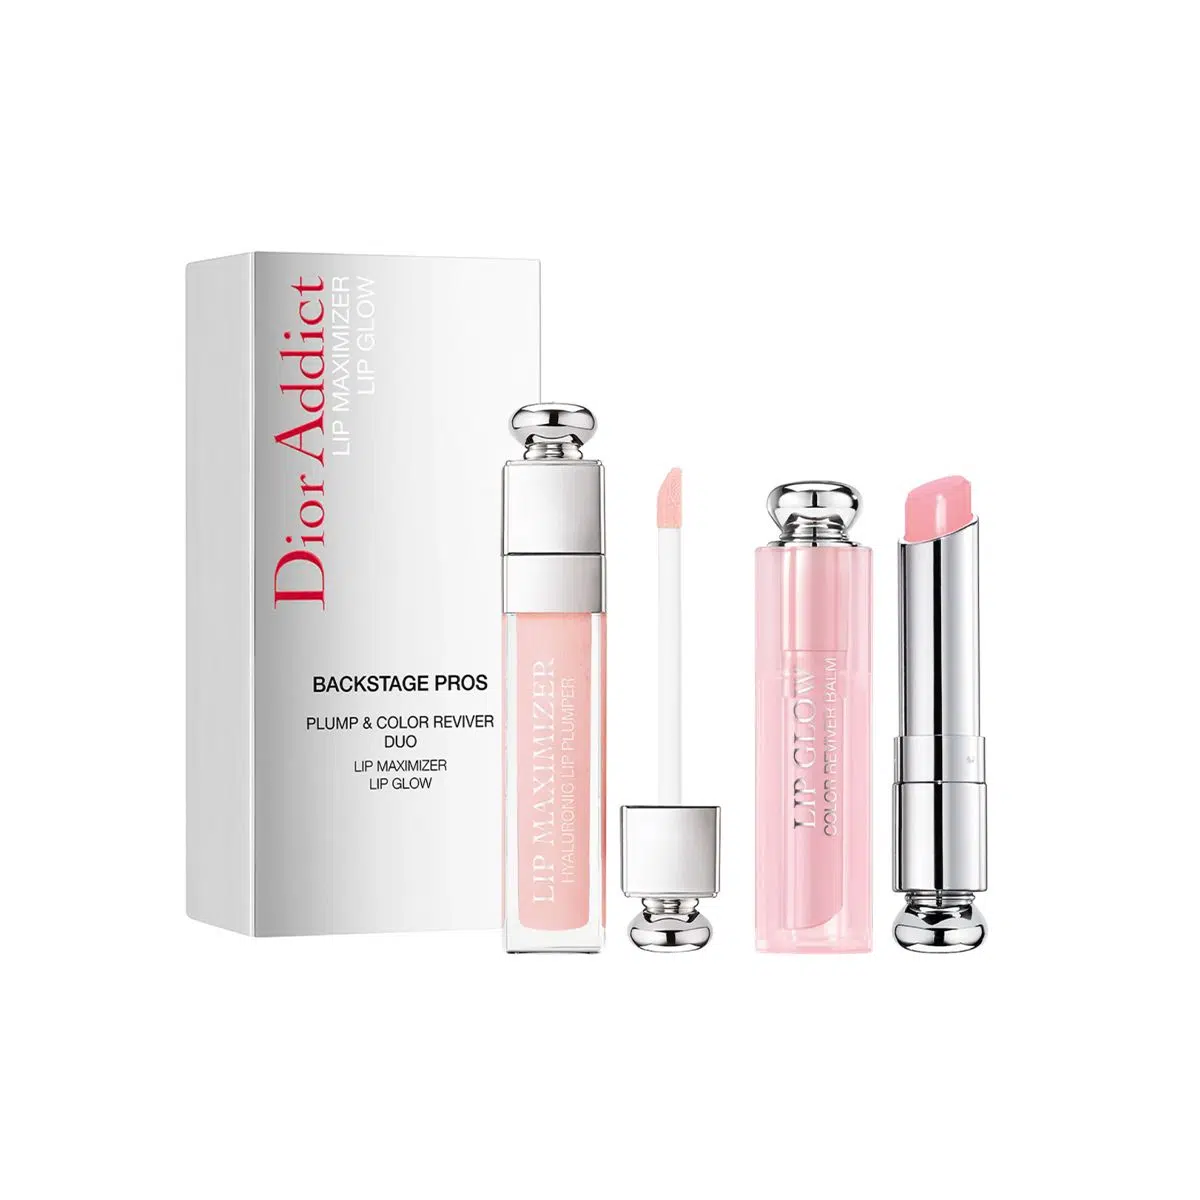 Dior Addict
LIP MAXIMIZER
LIP GLOW
BACKSTAGE PROS
PLUMP & COLOR REVIVER
DUO
LIP MAXIMIZER
LIP GLOW
LIP MAXIMIZER
HYALURONIC LIP PLUMPER
LIP GLOW
COLOR REVIVER BALM